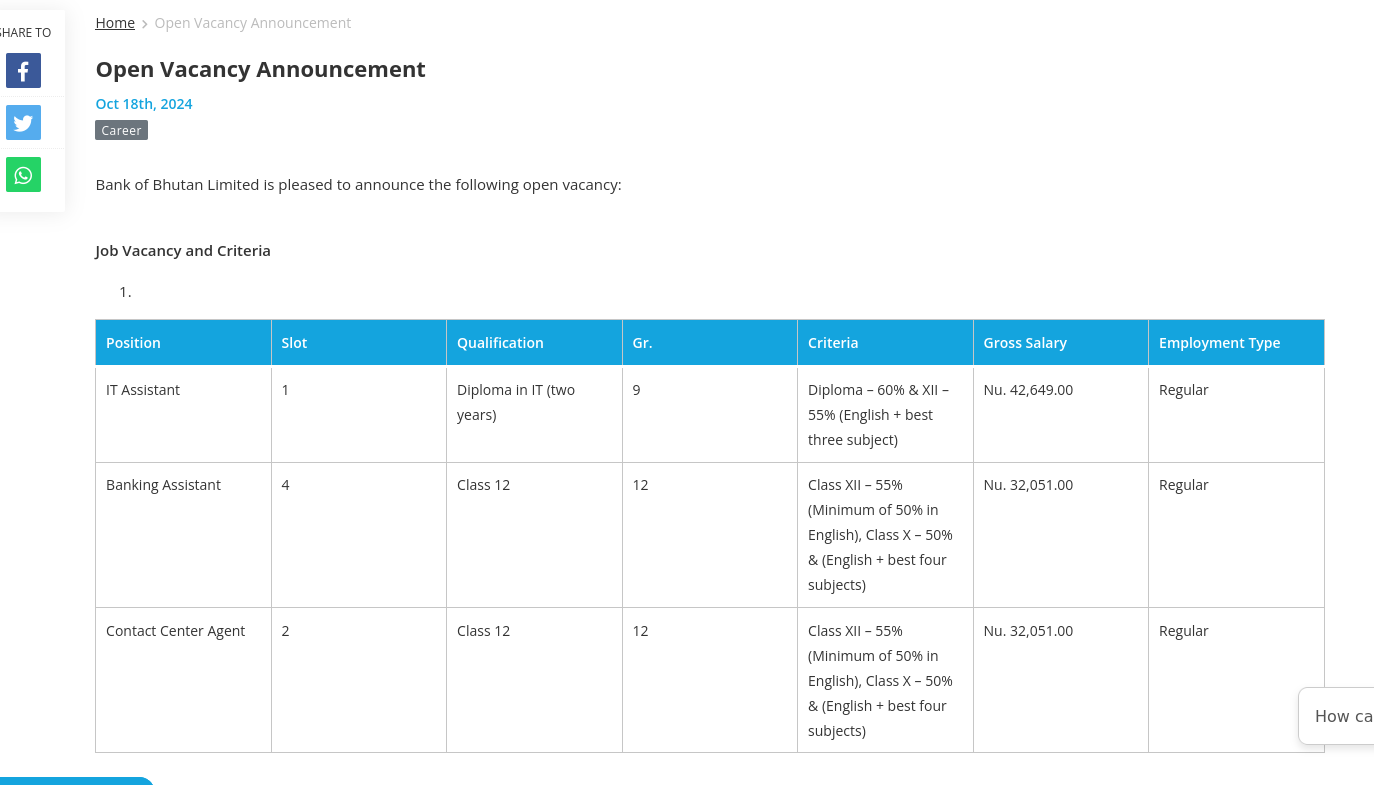 SHARE TO
Home > Open Vacancy Announcement
Open Vacancy Announcement
Oct 18th, 2024
Career
Bank of Bhutan Limited is pleased to announce the following open vacancy:
Job Vacancy and Criteria
1.
Position Slot Qualification Gr. Criteria Gross Salary Employment Type
IT Assistant 1 Diploma in IT (two 9 Diploma – 60% & XII – Nu. 42,649.00 Regular
years) 55% (English + best
three subject)
Banking Assistant 4 Class 12 12 Class XII – 55% Nu. 32,051.00 Regular
(Minimum of 50% in
English), Class X – 50%
& (English + best four
subjects)
Contact Center Agent 2 Class 12 12 Class XII – 55% Nu. 32,051.00 Regular
(Minimum of 50% in
English), Class X – 50%
& (English + best four
subjects)
How ca